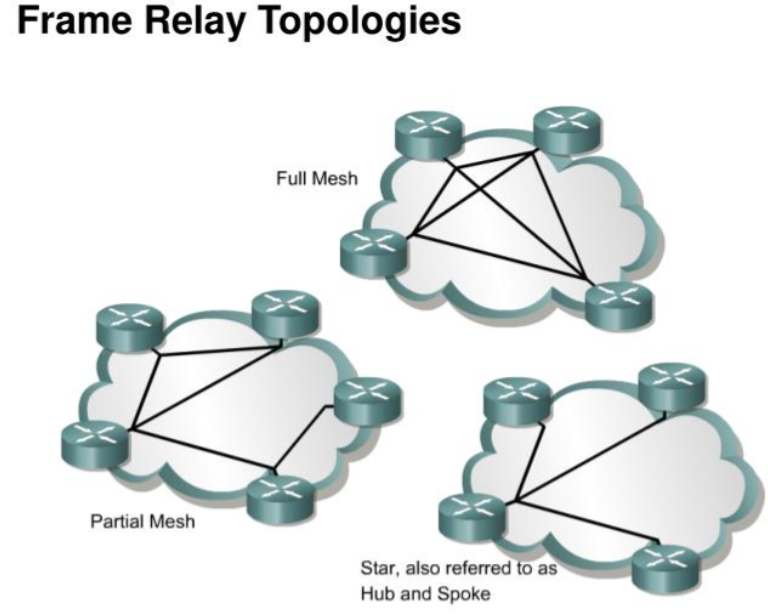 Frame Relay Topologies
Full Mesh
Partial Mesh
Star, also referred to as
Hub and Spoke